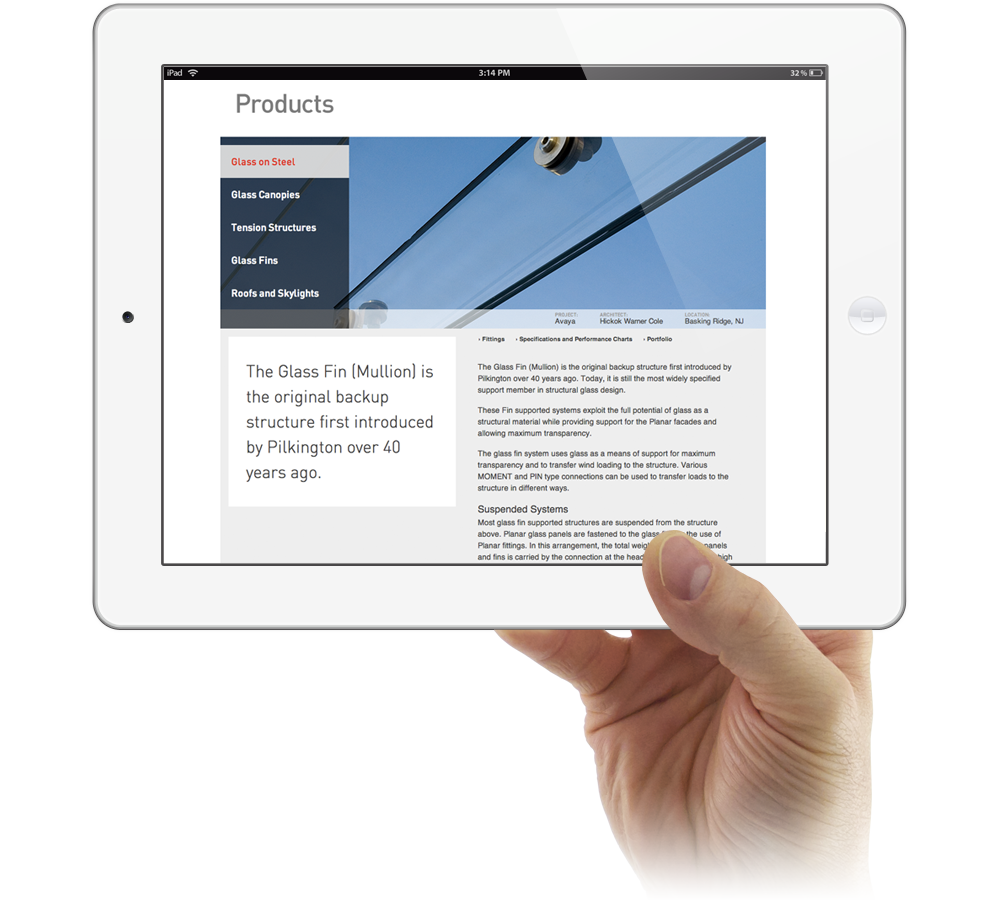 iPad 3:14 PM 32%
Products
Glass on Steel
Glass Canopies
Tension Structures
Glass Fins
Roofs and Skylights
PROJECT: ARCHITECT: LOCATION:
Avaya Hickok Warner Cole Basking Ridge, NJ
› Fittings › Specifications and Performance Charts › Portfolio
The Glass Fin (Mullion) is
the original backup
structure first introduced
by Pilkington over 40
years ago.
The Glass Fin (Mullion) is the original backup structure first introduced by
Pilkington over 40 years ago. Today, it is still the most widely specified
support member in structural glass design.
These Fin supported systems exploit the full potential of glass as a
structural material while providing support for the Planar facades and
allowing maximum transparency.
The glass fin system uses glass as a means of support for maximum
transparency and to transfer wind loading to the structure. Various
MOMENT and PIN type connections can be used to transfer loads to the
structure in different ways.
Suspended Systems
Most glass fin supported structures are suspended from the structure
above. Planar glass panels are fastened to the glass the use of
Planar fittings. In this arrangement, the total panels
and fins is carried by the connection at the high